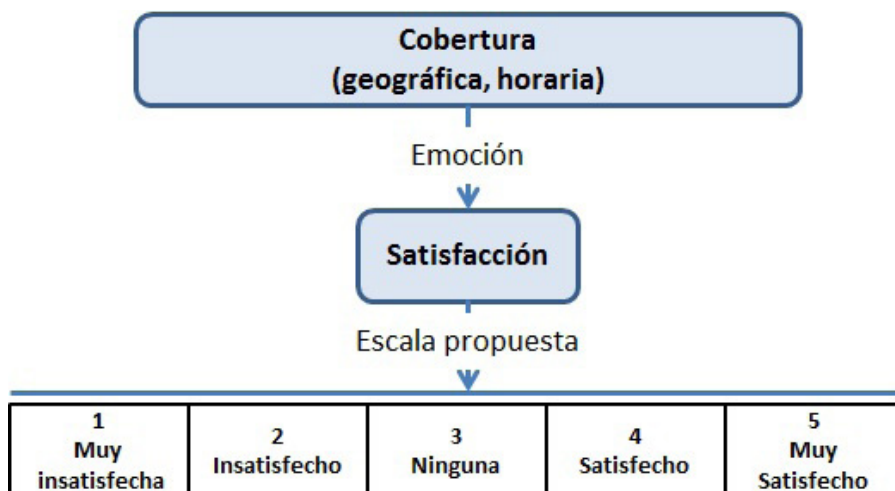 Cobertura
(geográfica, horaria)
Emoción
Satisfacción
Escala propuesta
1
Muy
insatisfecha
2
Insatisfecho
3
Ninguna
4
Satisfecho
5
Muy
Satisfecho